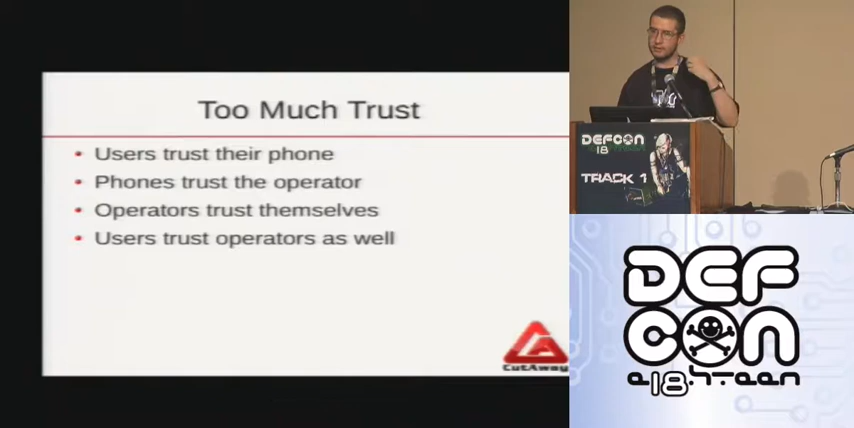 Too Much Trust
• Users trust their phone
• Phones trust the operator
• Operators trust themselves
• Users trust operators as well
CutAway
DEFCON
18
TRACK 1
DEF
CON
e18hteen